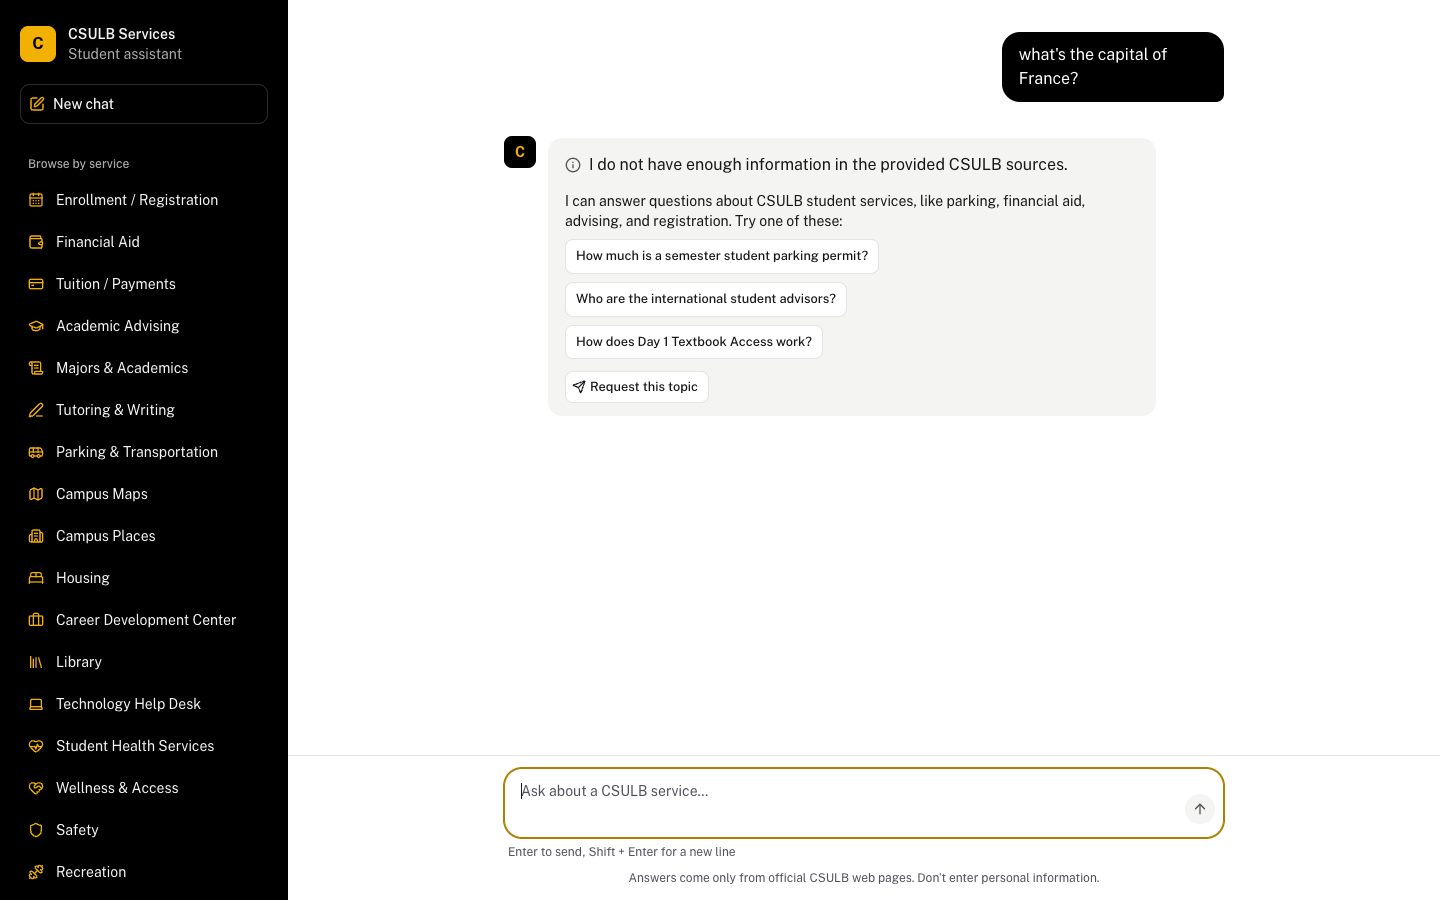 C
CSULB Services
Student assistant
New chat
Browse by service
Enrollment / Registration
Financial Aid
Tuition / Payments
Academic Advising
Majors & Academics
Tutoring & Writing
Parking & Transportation
Campus Maps
Campus Places
Housing
Career Development Center
Library
Technology Help Desk
Student Health Services
Wellness & Access
Safety
Recreation
what's the capital of
France?
C
I do not have enough information in the provided CSULB sources.
I can answer questions about CSULB student services, like parking, financial aid,
advising, and registration. Try one of these:
How much is a semester student parking permit?
Who are the international student advisors?
How does Day 1 Textbook Access work?
Request this topic
Ask about a CSULB service...
Enter to send, Shift + Enter for a new line
Answers come only from official CSULB web pages. Don't enter personal information.